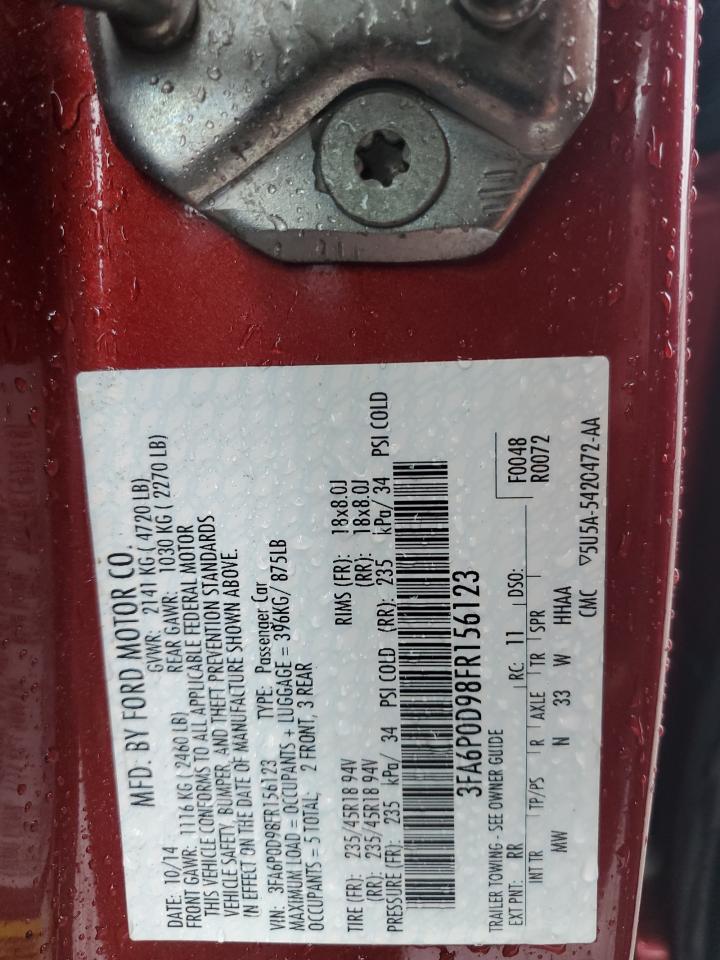 MFD. BY FORD MOTOR CO.
DATE: 10/14 GVWR: 2141 KG ( 4720 LB)
FRONT GAWR: 1116 KG ( 2460 LB) REAR GAWR: 1030 KG ( 2270 LB)
THIS VEHICLE CONFORMS TO ALL APPLICABLE FEDERAL MOTOR
VEHICLE SAFETY, BUMPER, AND THEFT PREVENTION STANDARDS
IN EFFECT ON THE DATE OF MANUFACTURE SHOWN ABOVE.
VIN: 3FA6P0D98FR156123 TYPE: Passenger Car
MAXIMUM LOAD = OCCUPANTS + LUGGAGE = 396KG/ 875LB
OCCUPANTS = 5 TOTAL; 2 FRONT, 3 REAR
TIRE (FR): 235/45R18 94V RIMS (FR): 18x8.0J
(RR): 235/45R18 94V (RR): 18x8.0J
PRESSURE (FR): 235 kPa/ 34 PSI COLD (RR): 235 kPa/ 34 PSI COLD
3FA6P0D98FR156123
TRAILER TOWING - SEE OWNER GUIDE F0048
EXT PNT: RR RC: 11 DSO: R0072
INT TR TP/PS R AXLE TR SPR
MW N 33 W HHAA
CMC ▽5U5A-5420472-AA